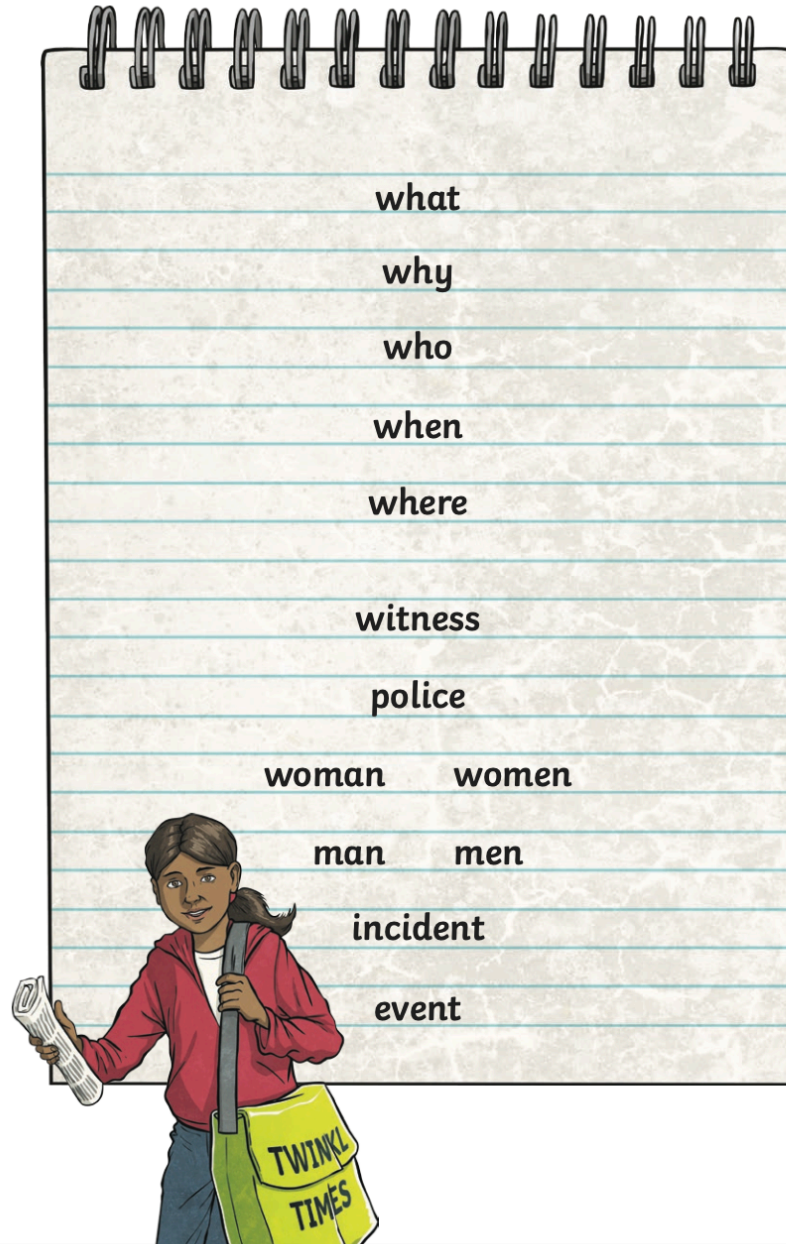 what
why
who
when
where
witness
police
woman women
man men
incident
event
TWINKL
TIMES